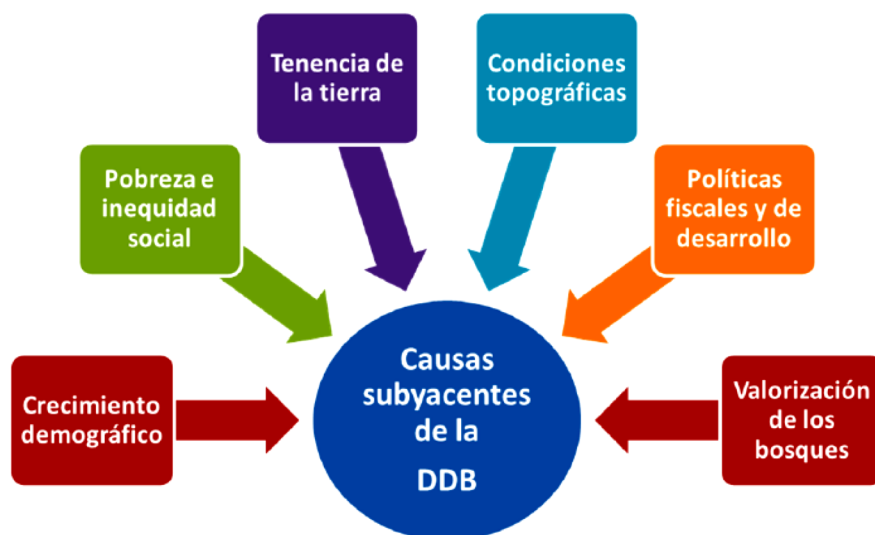 Tenencia de
la tierra
Condiciones
topográficas
Pobreza e
inequidad
social
Políticas
fiscales y de
desarrollo
Crecimiento
demográfico
Causas
subyacentes
de la
DDB
Valorización
de los
bosques